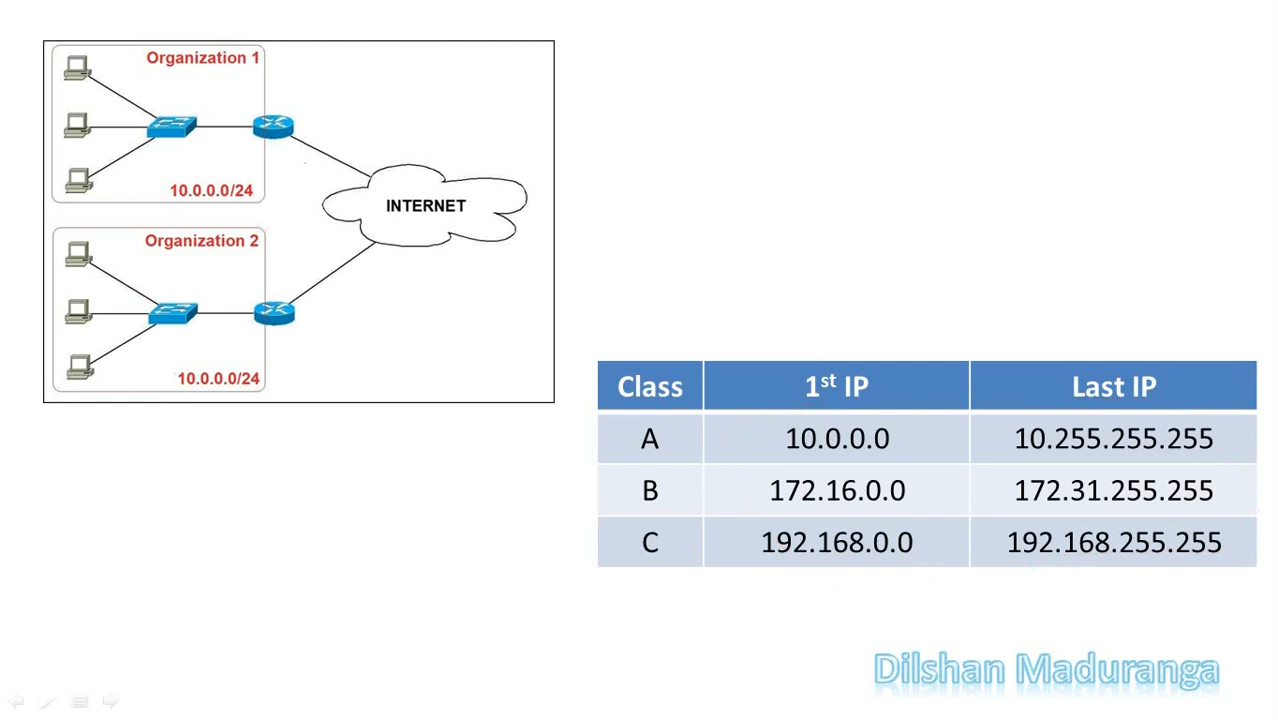 Organization 1
10.0.0.0/24
INTERNET
Organization 2
10.0.0.0/24
Class 1st IP Last IP
A 10.0.0.0 10.255.255.255
B 172.16.0.0 172.31.255.255
C 192.168.0.0 192.168.255.255
Dilshan Maduranga